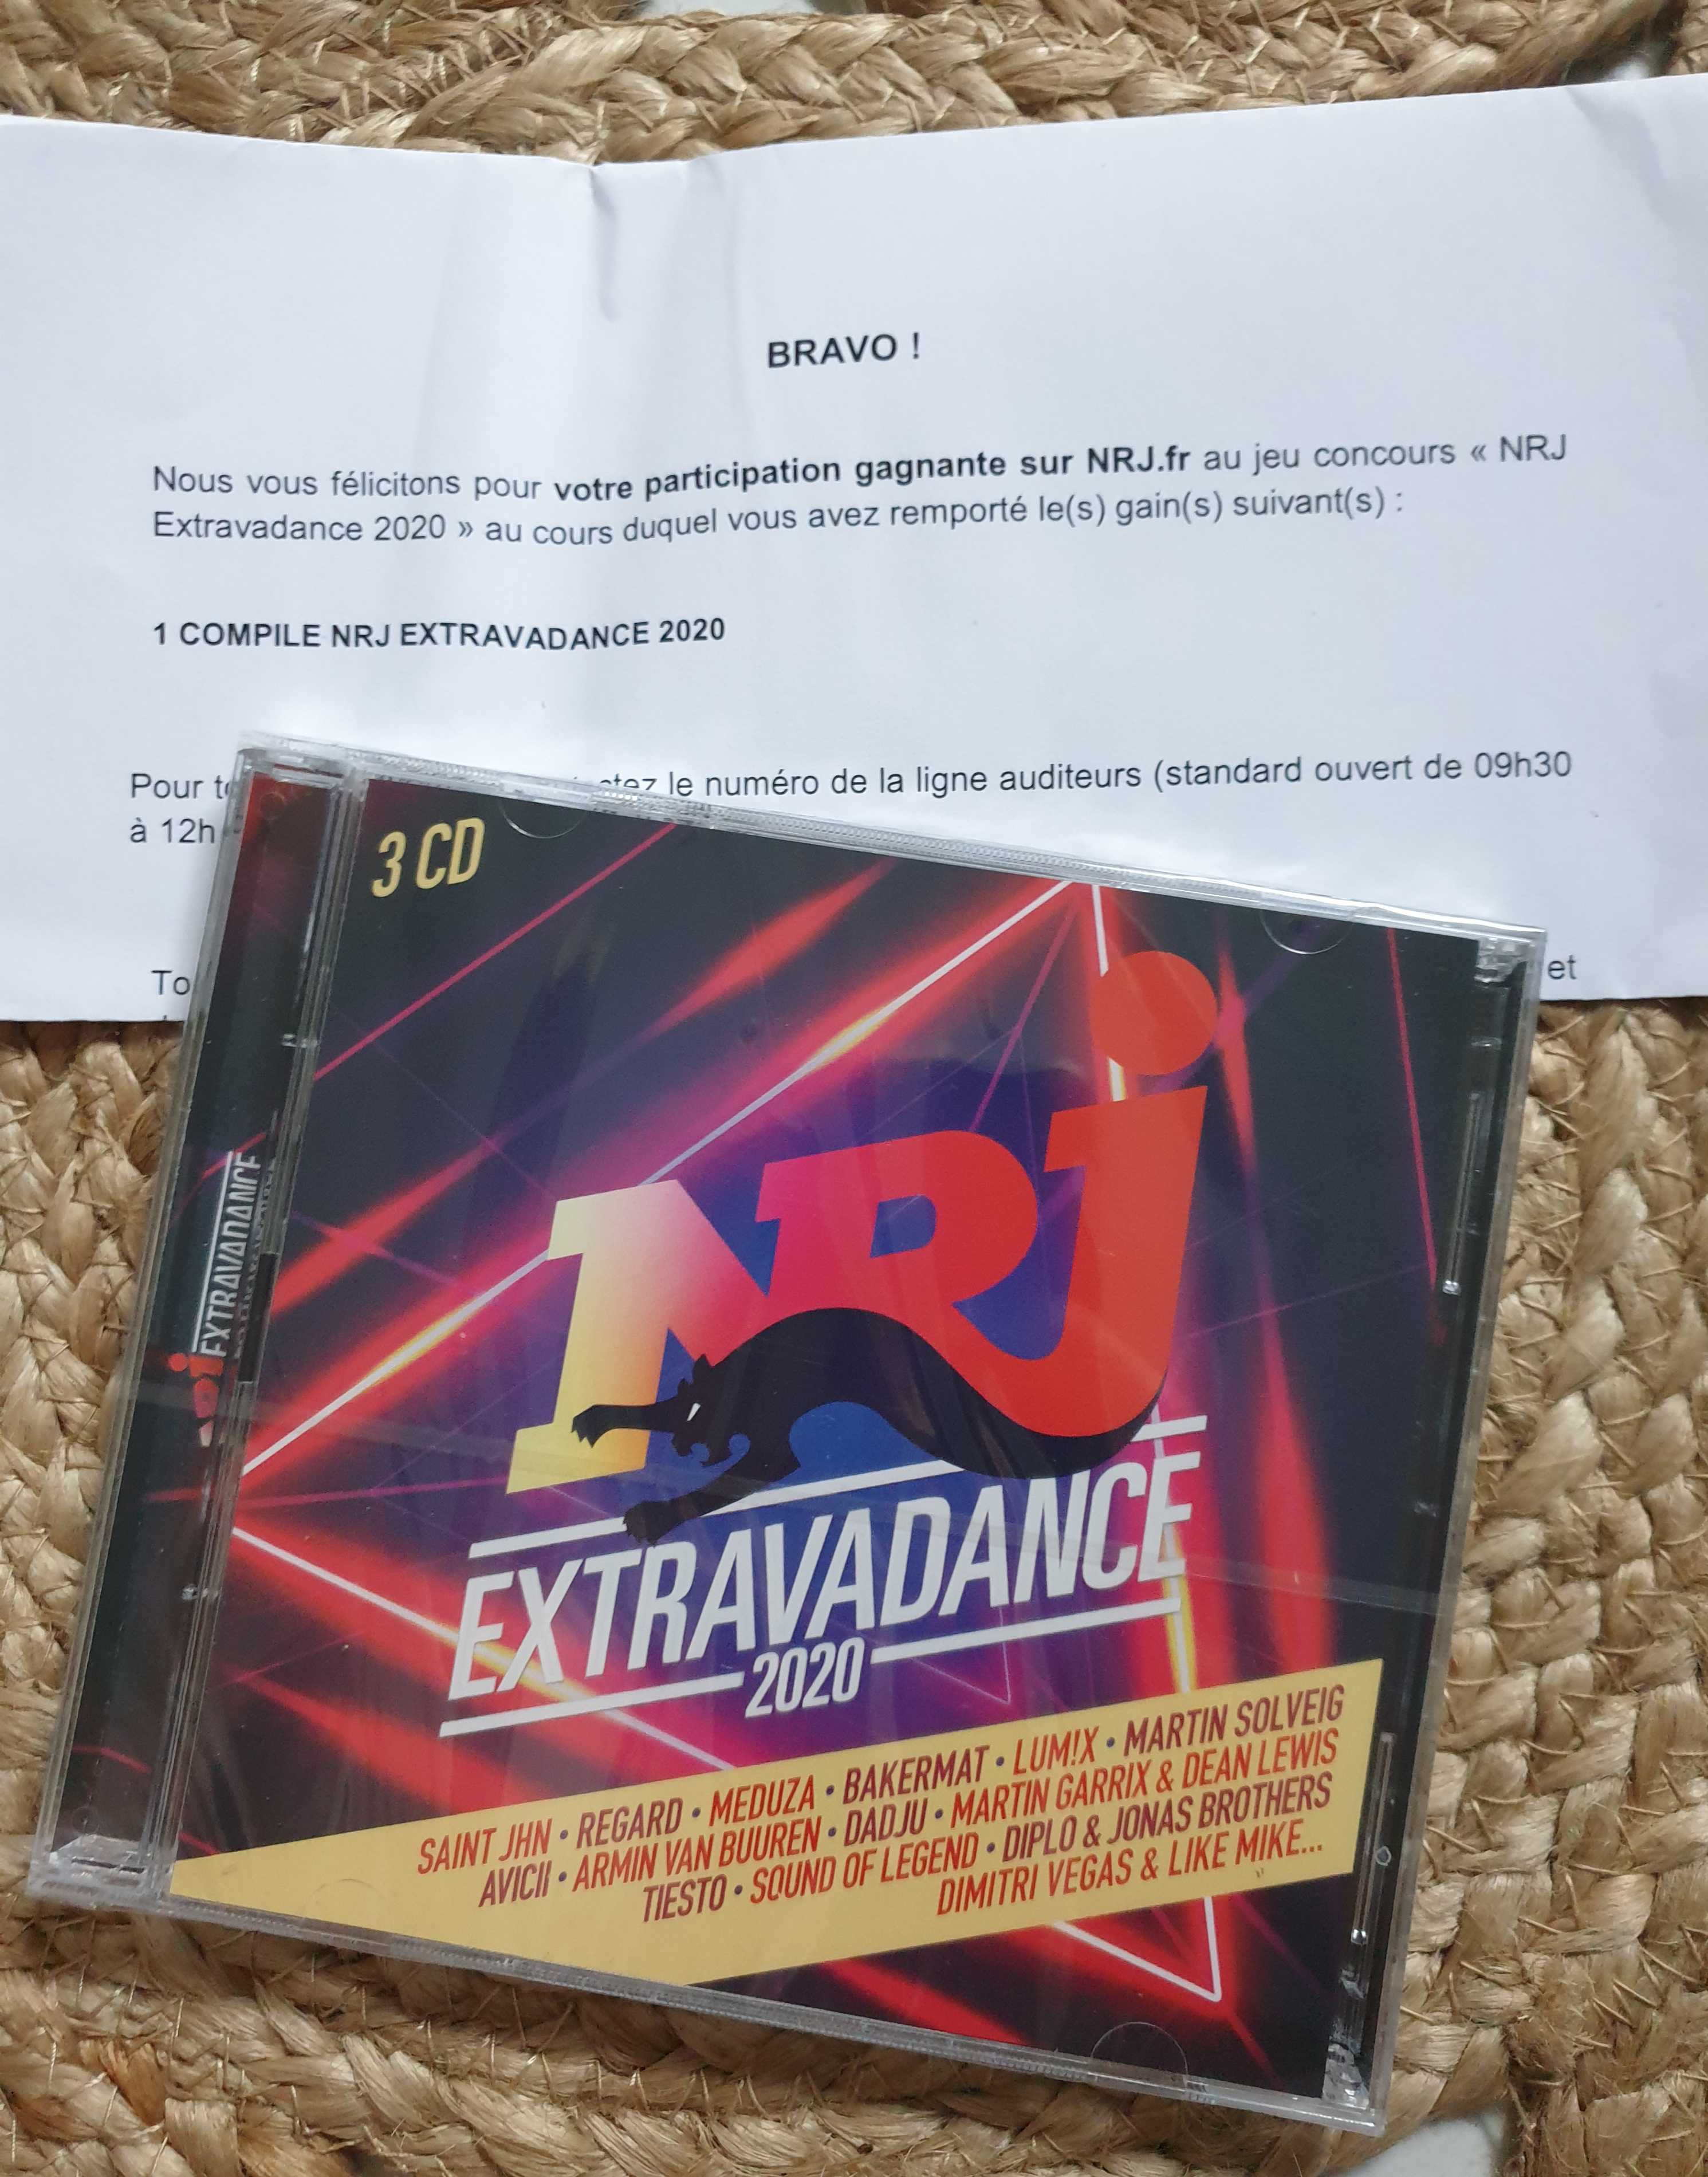 BRAVO !
Nous vous félicitons pour votre participation gagnante sur NRJ.fr au jeu concours « NRJ
Extravadance 2020 » au cours duquel vous avez remporté le(s) gain(s) suivant(s) :
1 COMPILE NRJ EXTRAVADANCE 2020
Pour le numéro de la ligne auditeurs (standard ouvert de 09h30
à 12h
et
3 CD
NRJ
EXTRAVADANCE
2020
SAINT JHN • REGARD • MEDUZA • BAKERMAT • LUM!X • MARTIN SOLVEIG
AVICII • ARMIN VAN BUUREN • DADJU • MARTIN GARRIX & DEAN LEWIS
TIESTO • SOUND OF LEGEND • DIPLO & JONAS BROTHERS
DIMITRI VEGAS & LIKE MIKE...
EXTRAVADANCE